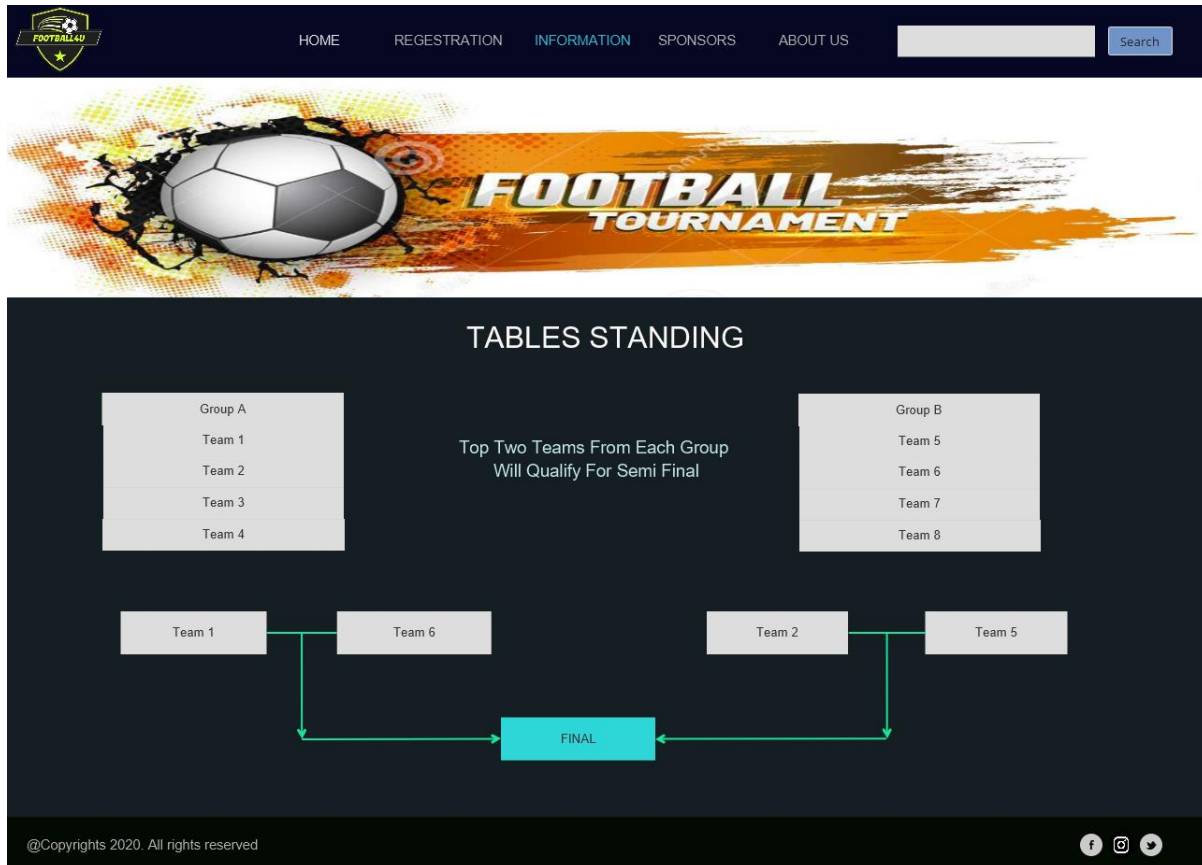 FOOTBALL4U
HOME
REGESTRATION
INFORMATION
SPONSORS
ABOUT US
Search
FOOTBALL
TOURNAMENT
TABLES STANDING
Group A
Team 1
Team 2
Team 3
Team 4
Top Two Teams From Each Group
Will Qualify For Semi Final
Group B
Team 5
Team 6
Team 7
Team 8
Team 1
Team 6
Team 2
Team 5
FINAL
@Copyrights 2020. All rights reserved